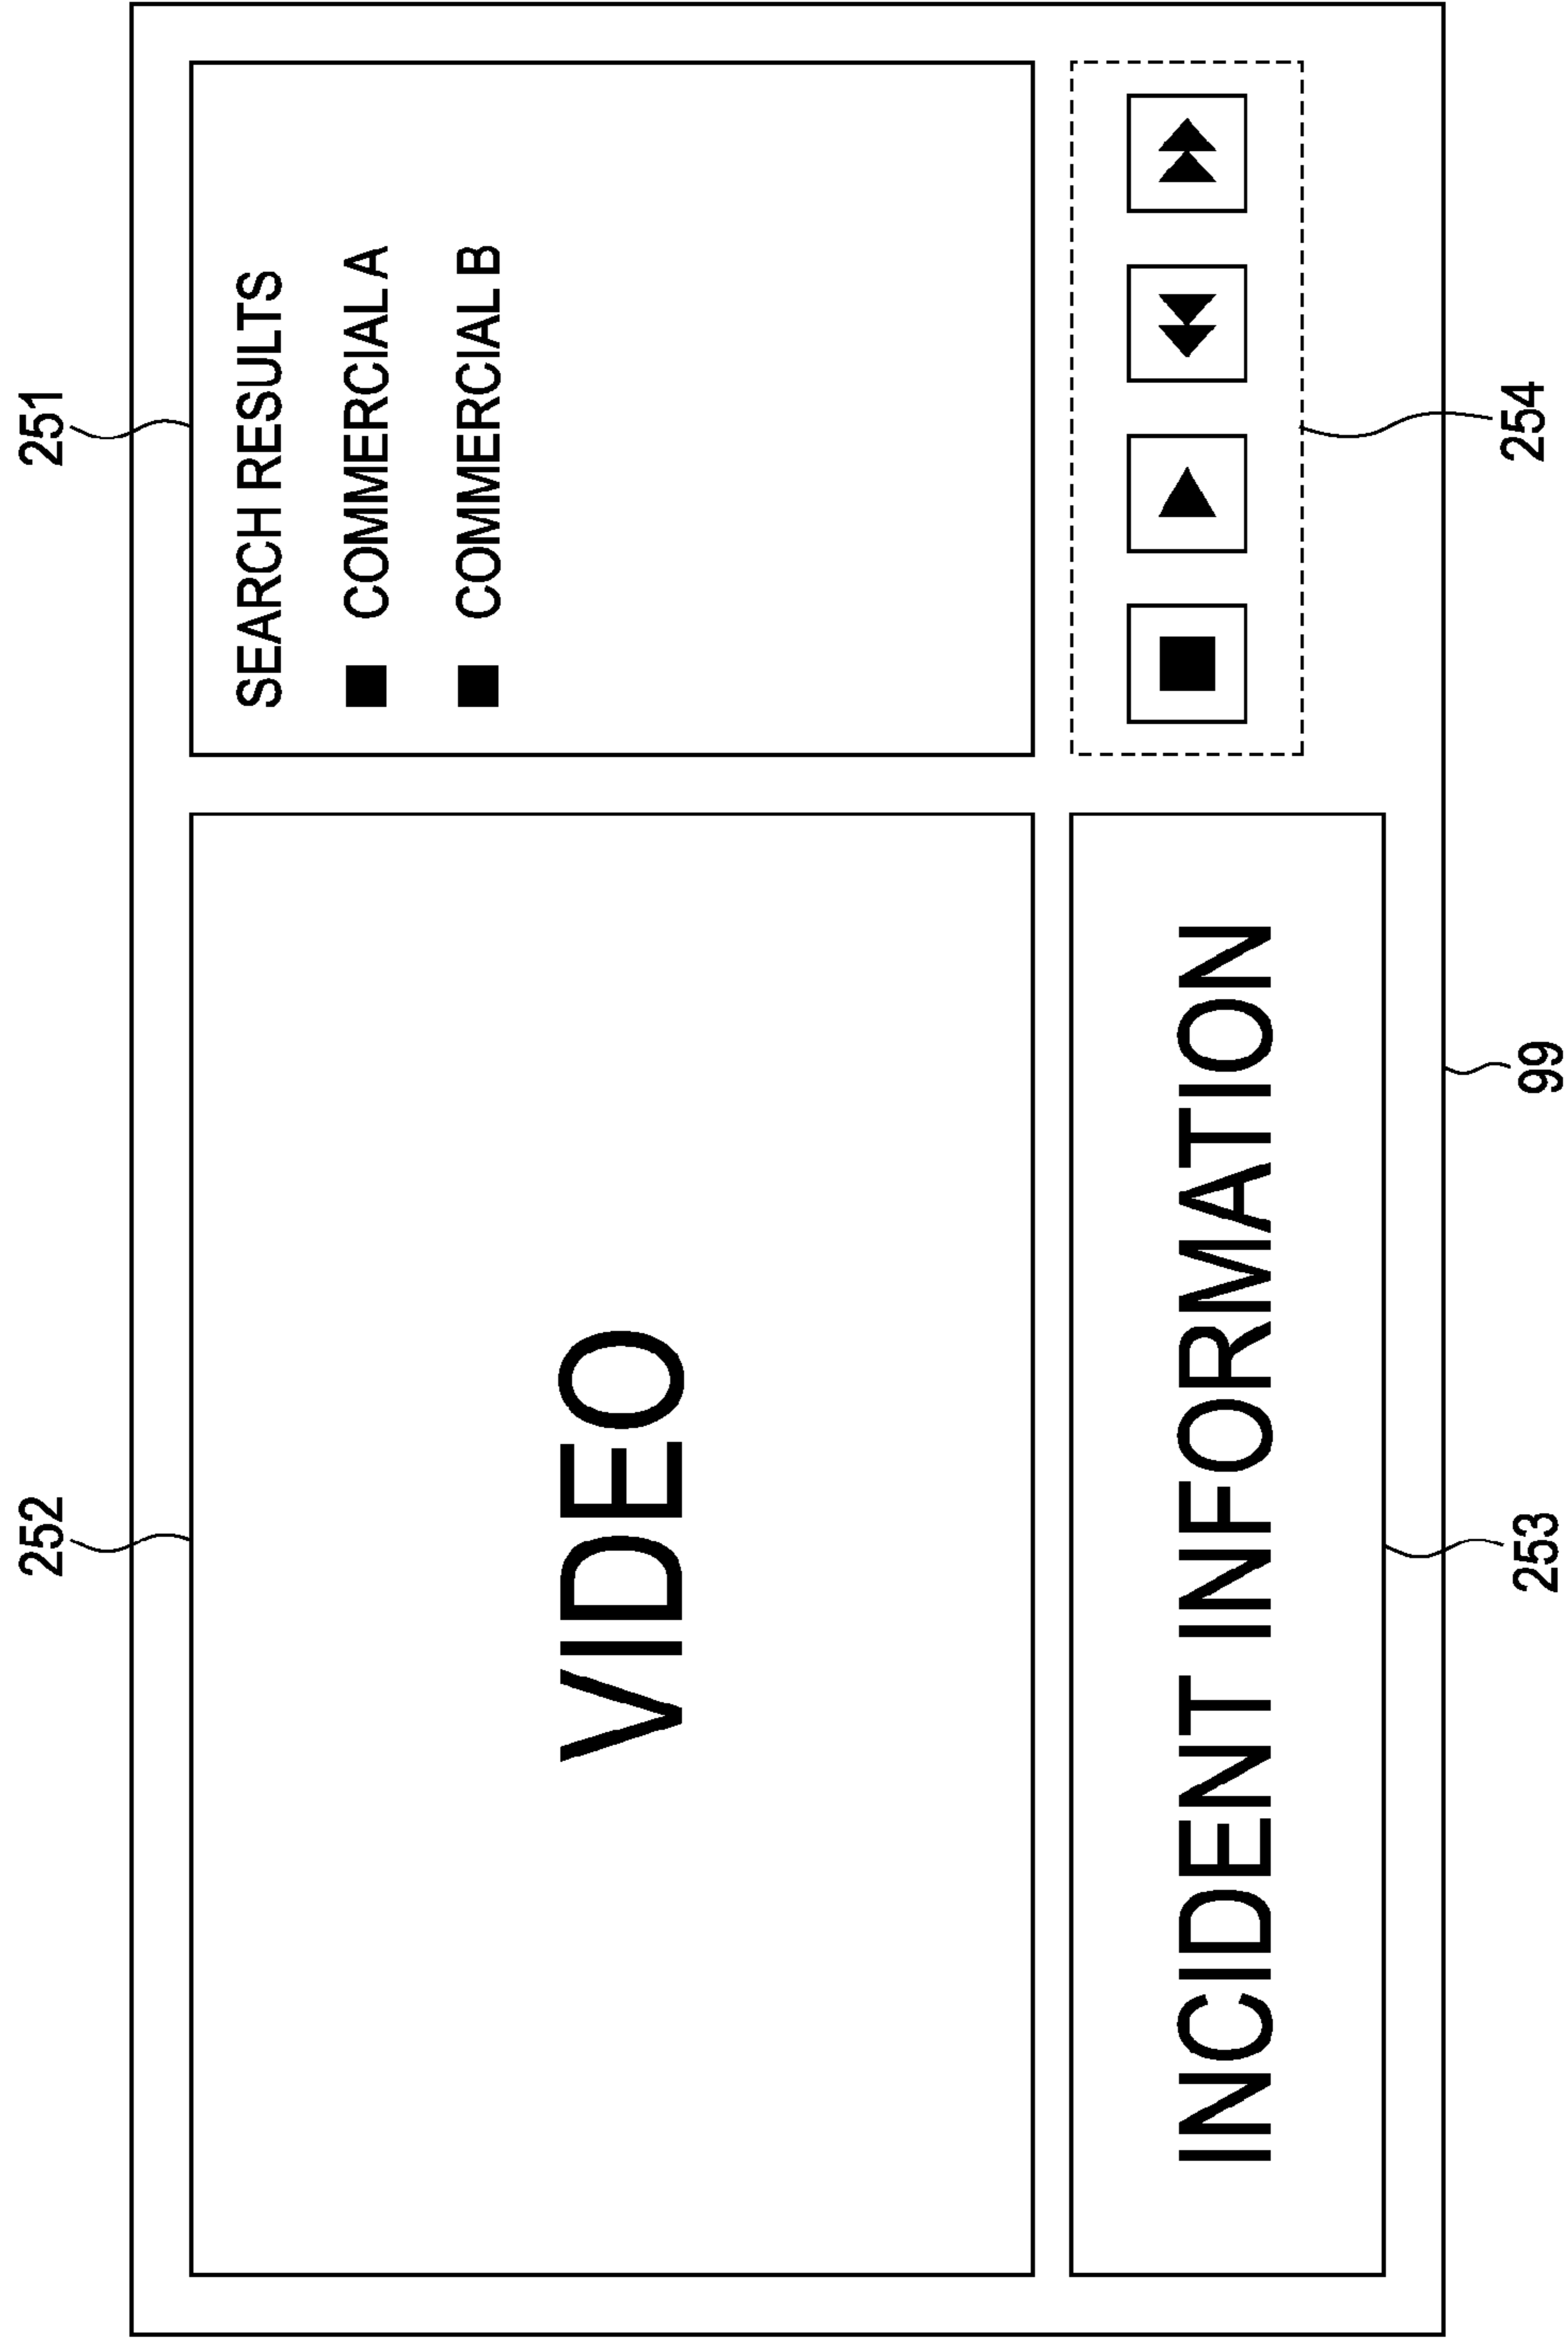 252
251
VIDEO
SEARCH RESULTS
■ COMMERCIAL A
■ COMMERCIAL B
INCIDENT INFORMATION
253
99
254